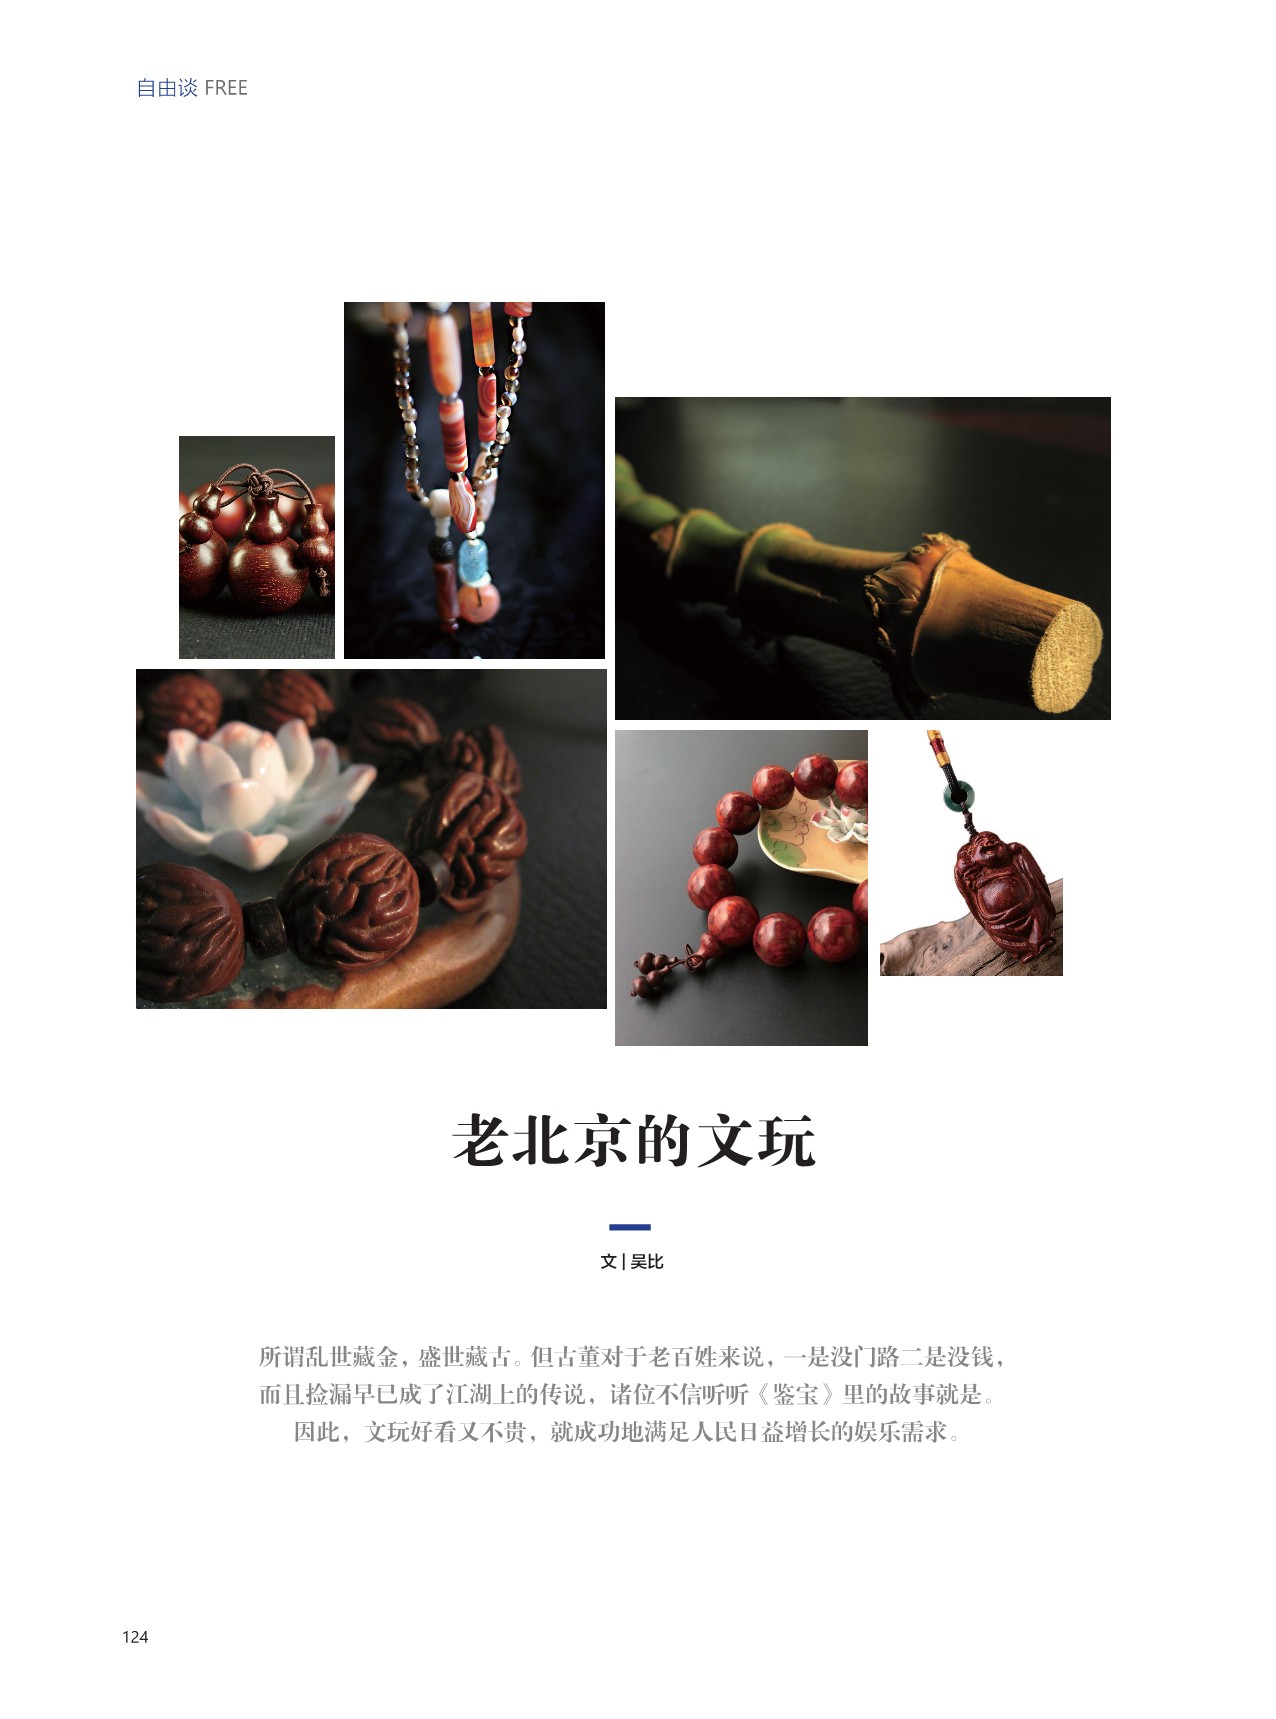 自由谈 FREE
老北京的文玩
文 | 吴比
所谓乱世藏金，盛世藏古。但古董对于老百姓来说，一是没门路二是没钱，
而且捡漏早已成了江湖上的传说，诸位不信听听《鉴宝》里的故事就是。
因此，文玩好看又不贵，就成功地满足人民日益增长的娱乐需求。
124